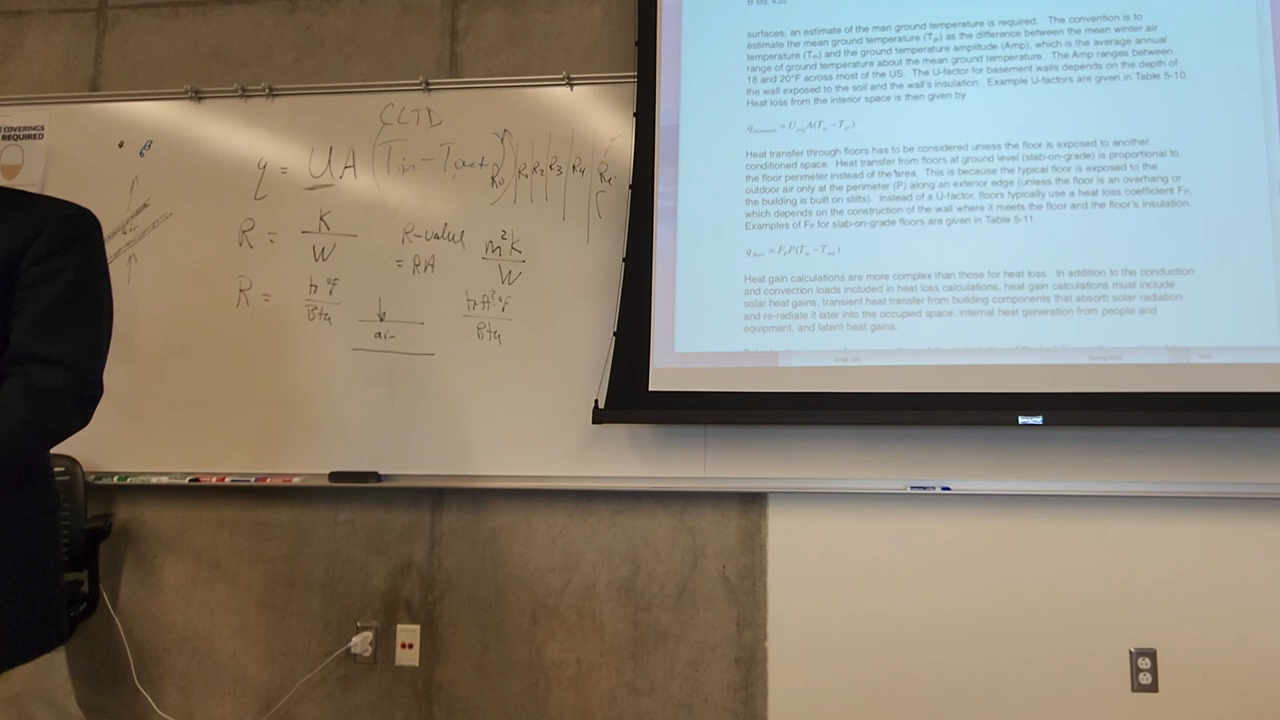 COVERINGS
REQUIRED
CLTD
q = UA (Tin - Tout)
R0 R1 R2 R3 R4 Ri
R = K/W
R-value = RA
m²K/W
R = h °F/Btu
h ft² °F/Btu
air
air
B ME 435
surfaces, an estimate of the man ground temperature is required. The convention is to
estimate the mean ground temperature (Tgr) as the difference between the mean winter air
temperature (Tm) and the ground temperature amplitude (Amp), which is the average annual
range of ground temperature about the mean ground temperature. The Amp ranges between
18 and 20°F across most of the US. The U-factor for basement walls depends on the depth of
the wall exposed to the soil and the wall's insulation. Example U-factors are given in Table 5-10.
Heat loss from the interior space is then given by
q basement = U avg A(T in − T gr)
Heat transfer through floors has to be considered unless the floor is exposed to another
conditioned space. Heat transfer from floors at ground level (slab-on-grade) is proportional to
the floor perimeter instead of the area. This is because the typical floor is exposed to the
outdoor air only at the perimeter (P) along an exterior edge (unless the floor is an overhang or
the building is built on stilts). Instead of a U-factor, floors typically use a heat loss coefficient FP,
which depends on the construction of the wall where it meets the floor and the floor's insulation.
Examples of FP for slab-on-grade floors are given in Table 5-11.
q floor = F P P(T in − T out)
Heat gain calculations are more complex than those for heat loss. In addition to the conduction
and convection loads included in heat loss calculations, heat gain calculations must include
solar heat gains, transient heat transfer from building components that absorb solar radiation
and re-radiate it later into the occupied space, internal heat generation from people and
equipment, and latent heat gains.